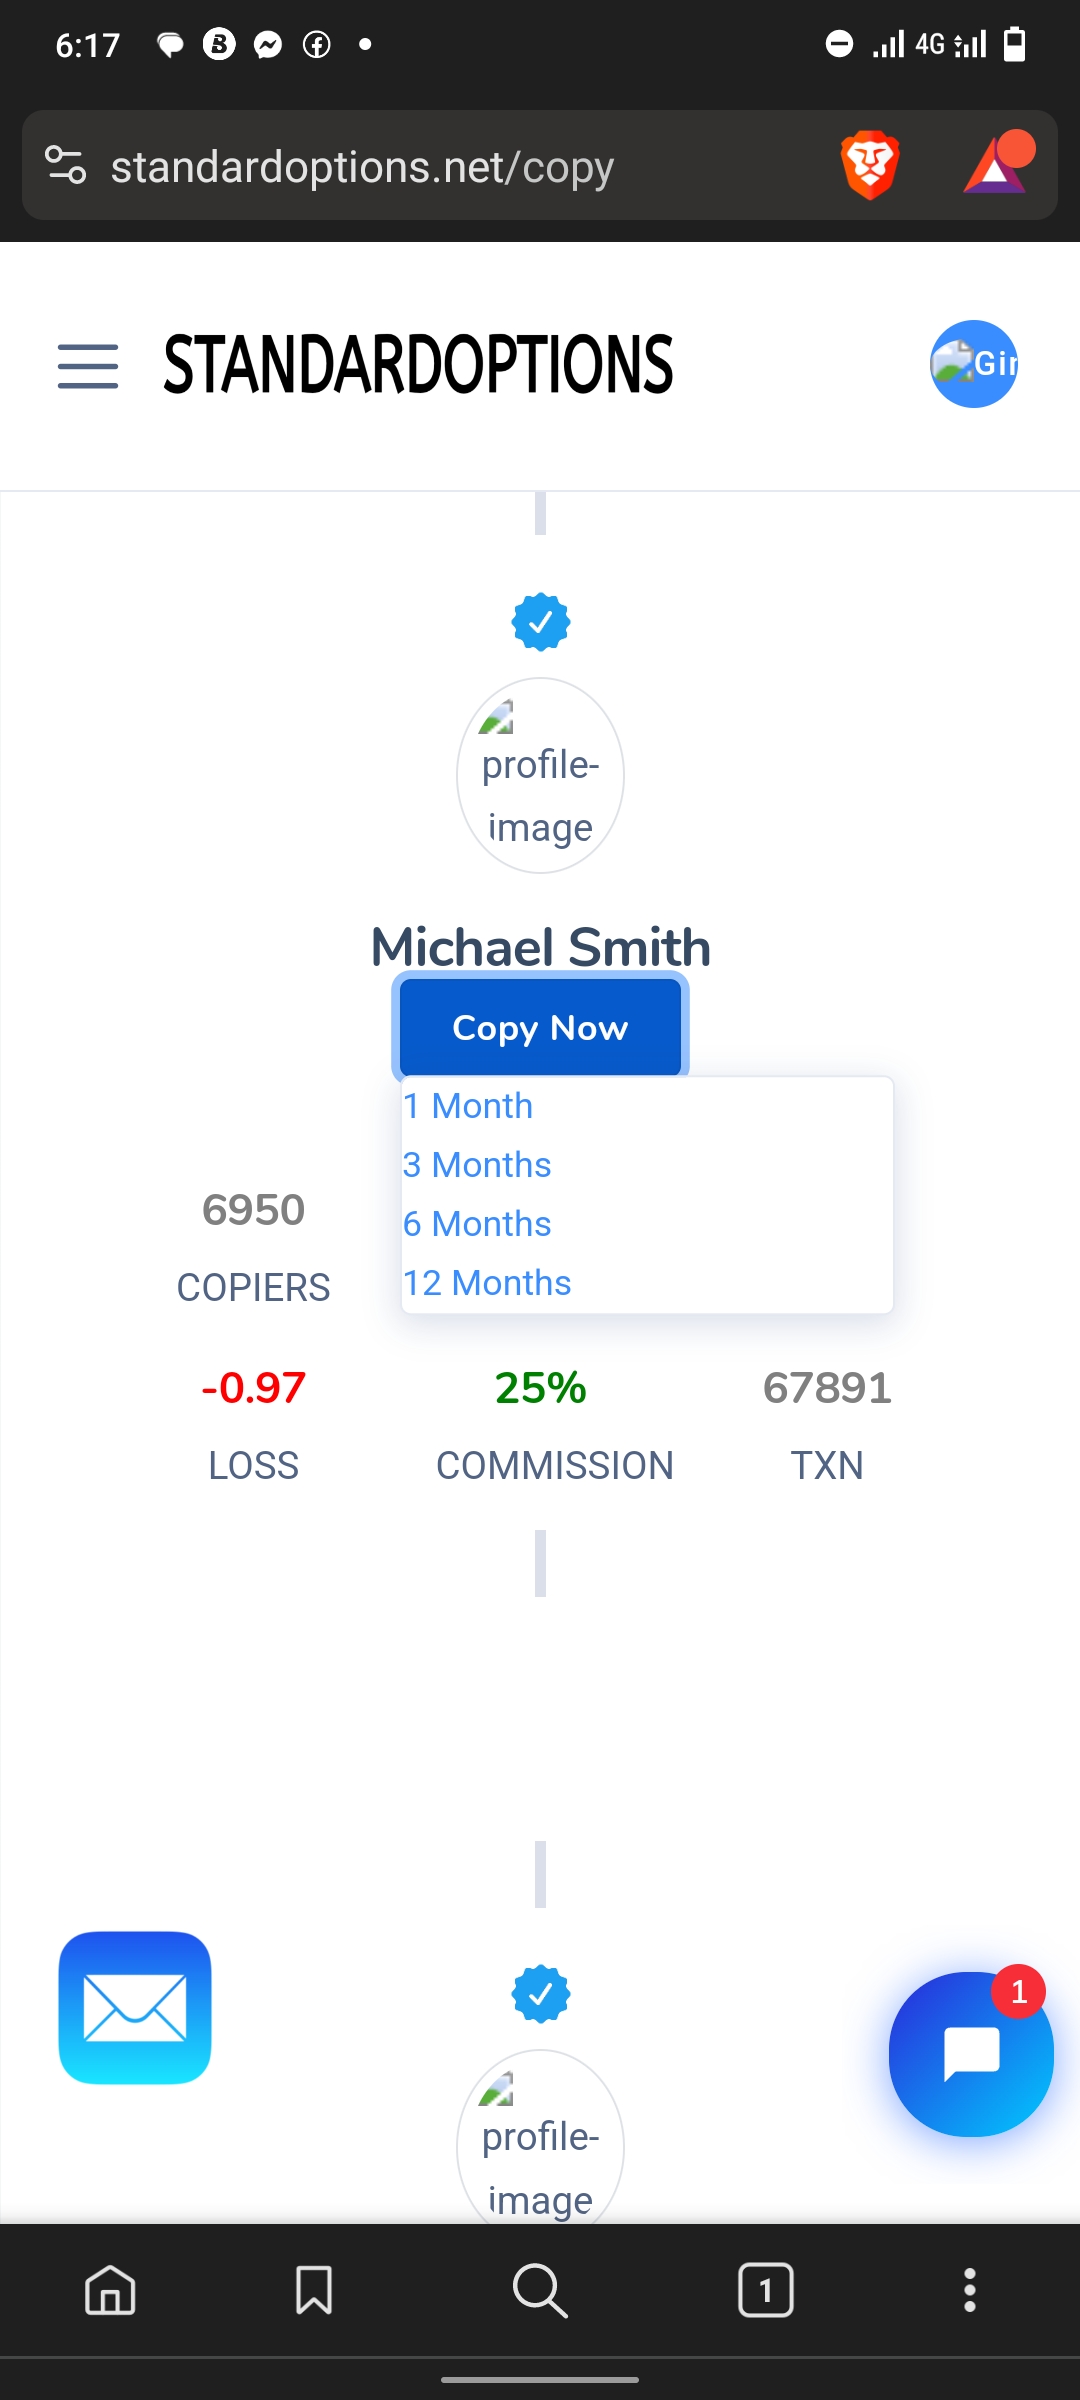 6:17
4G
standardoptions.net/copy
STANDARDOPTIONS
Gir
profile-
image
Michael Smith
Copy Now
1 Month
3 Months
6 Months
12 Months
6950
COPIERS
-0.97
25%
67891
LOSS
COMMISSION
TXN
1
profile-
image
1